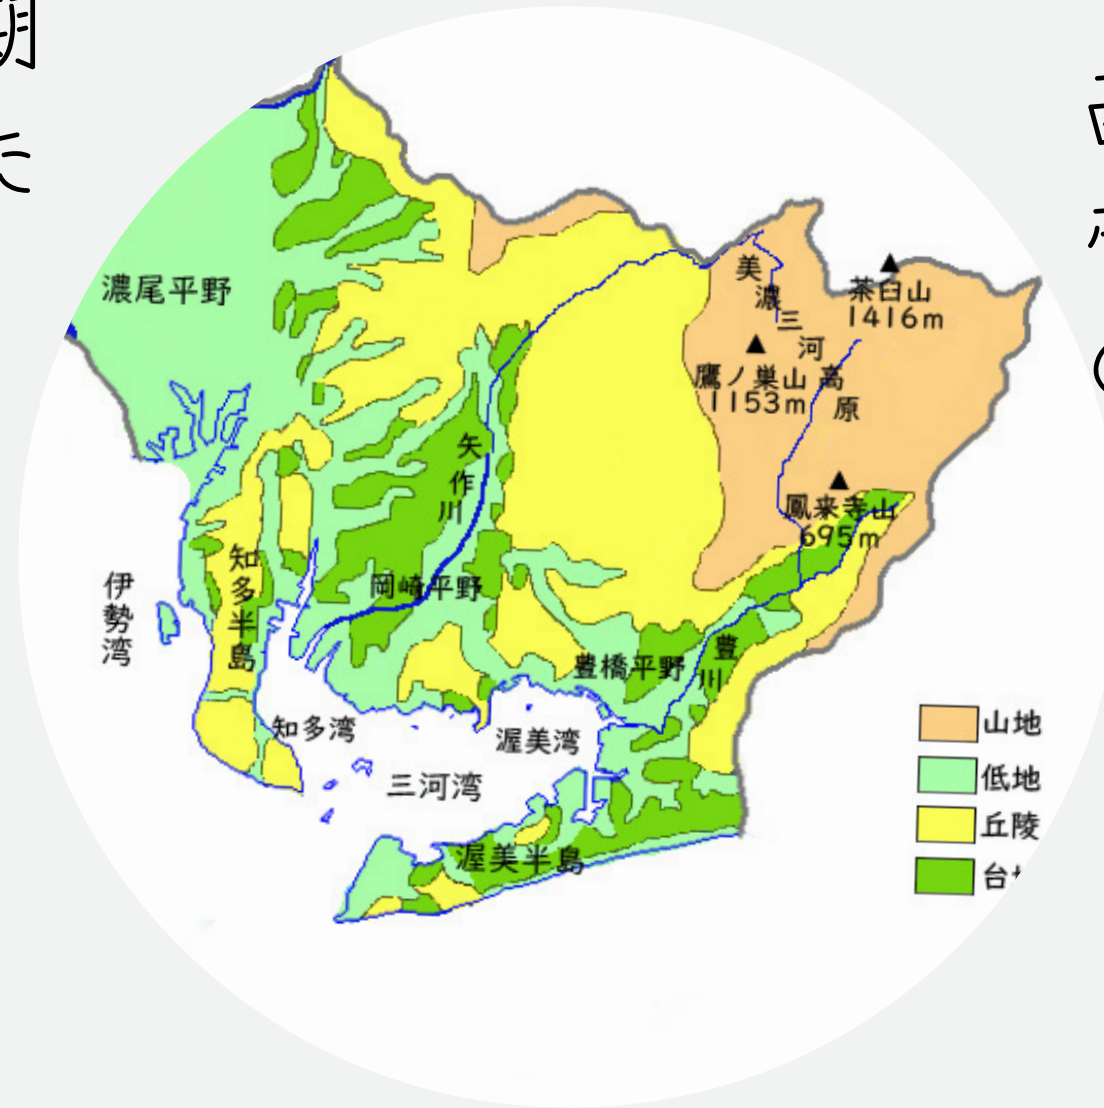 濃尾平野
美濃三河高原
茶臼山
1416m
鷹ノ巣山
1153m
鳳来寺山
695m
矢作川
岡崎平野
知多半島
伊勢湾
豊橋平野
豊川
知多湾
渥美湾
三河湾
渥美半島
山地
低地
丘陵
台